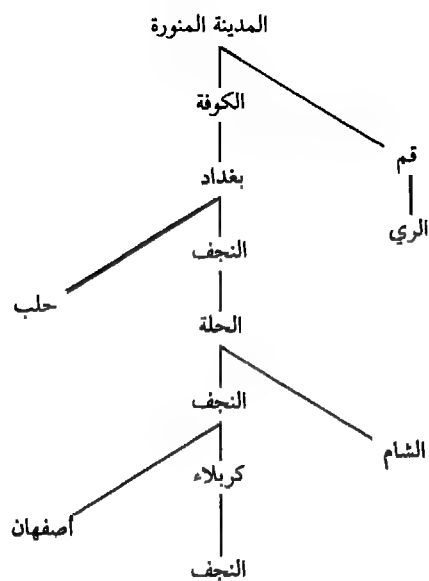 المدينة المنورة
الكوفة
قم
بغداد
الري
النجف
حلب
الحلة
النجف
الشام
كربلاء
أصفهان
النجف